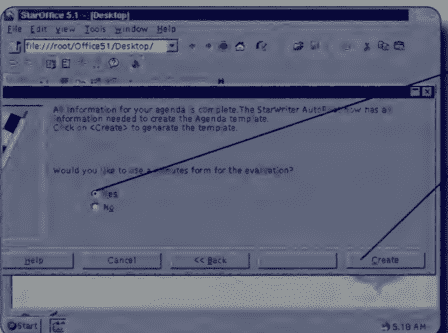 StarOffice 5.1 - [Desktop]
File Edit View Tools Window Help
file:///root/Office51/Desktop/
All information for your agenda is complete. The StarWriter AutoPilot now has all
information needed to create the Agenda template.
Click on <Create> to generate the template.
Would you like to use a minutes form for the evaluation?
Yes
No
Help Cancel << Back Create
Start 5.19